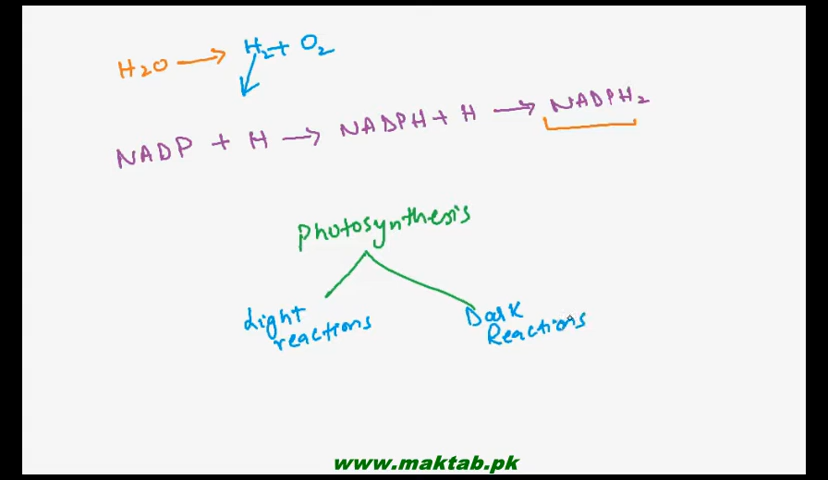 H2O → H2 + O2
NADP + H → NADPH + H → NADPH2
Photosynthesis
Light
reactions
Dark
Reactions
www.maktab.pk